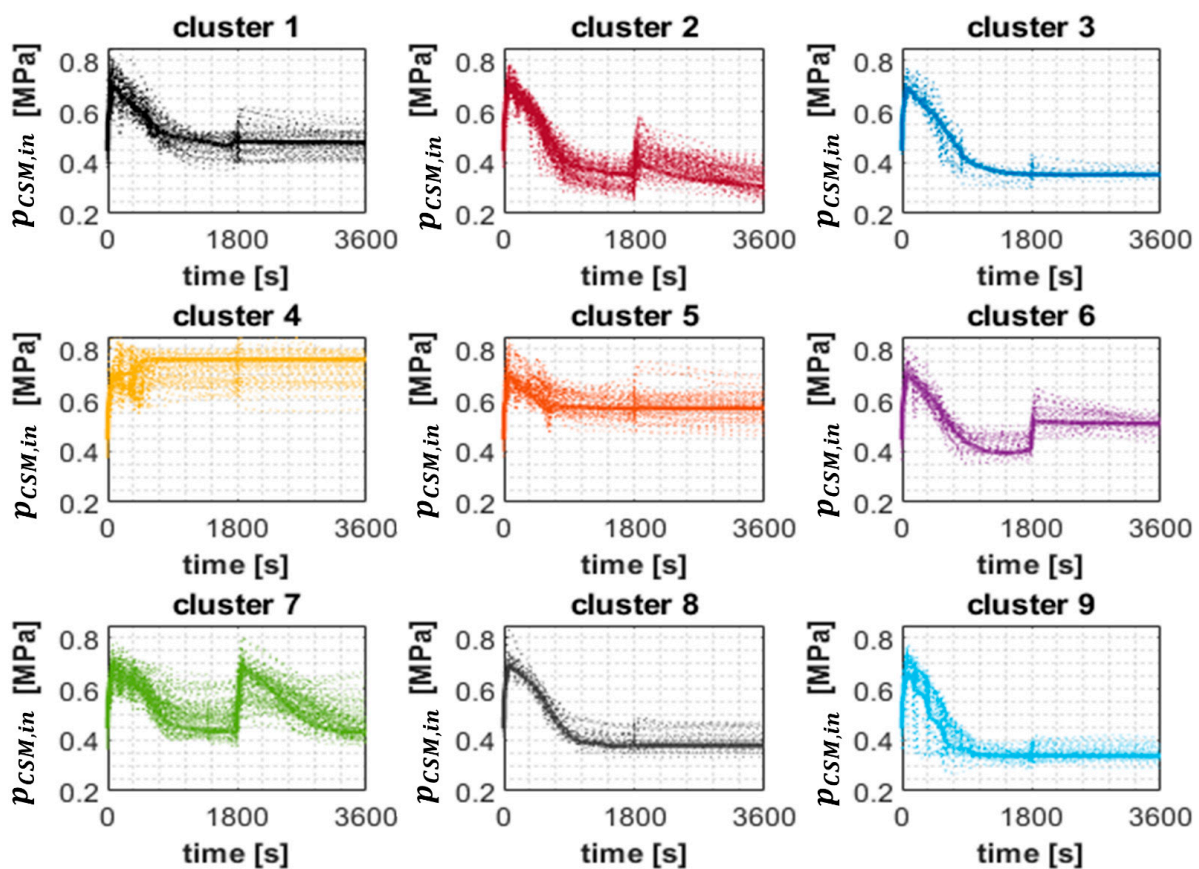 cluster 1
p_CSM,in [MPa]
0.8
0.6
0.4
0.2
0 1800 3600
time [s]
cluster 2
p_CSM,in [MPa]
0.8
0.6
0.4
0.2
0 1800 3600
time [s]
cluster 3
p_CSM,in [MPa]
0.8
0.6
0.4
0.2
0 1800 3600
time [s]
cluster 4
p_CSM,in [MPa]
0.8
0.6
0.4
0.2
0 1800 3600
time [s]
cluster 5
p_CSM,in [MPa]
0.8
0.6
0.4
0.2
0 1800 3600
time [s]
cluster 6
p_CSM,in [MPa]
0.8
0.6
0.4
0.2
0 1800 3600
time [s]
cluster 7
p_CSM,in [MPa]
0.8
0.6
0.4
0.2
0 1800 3600
time [s]
cluster 8
p_CSM,in [MPa]
0.8
0.6
0.4
0.2
0 1800 3600
time [s]
cluster 9
p_CSM,in [MPa]
0.8
0.6
0.4
0.2
0 1800 3600
time [s]